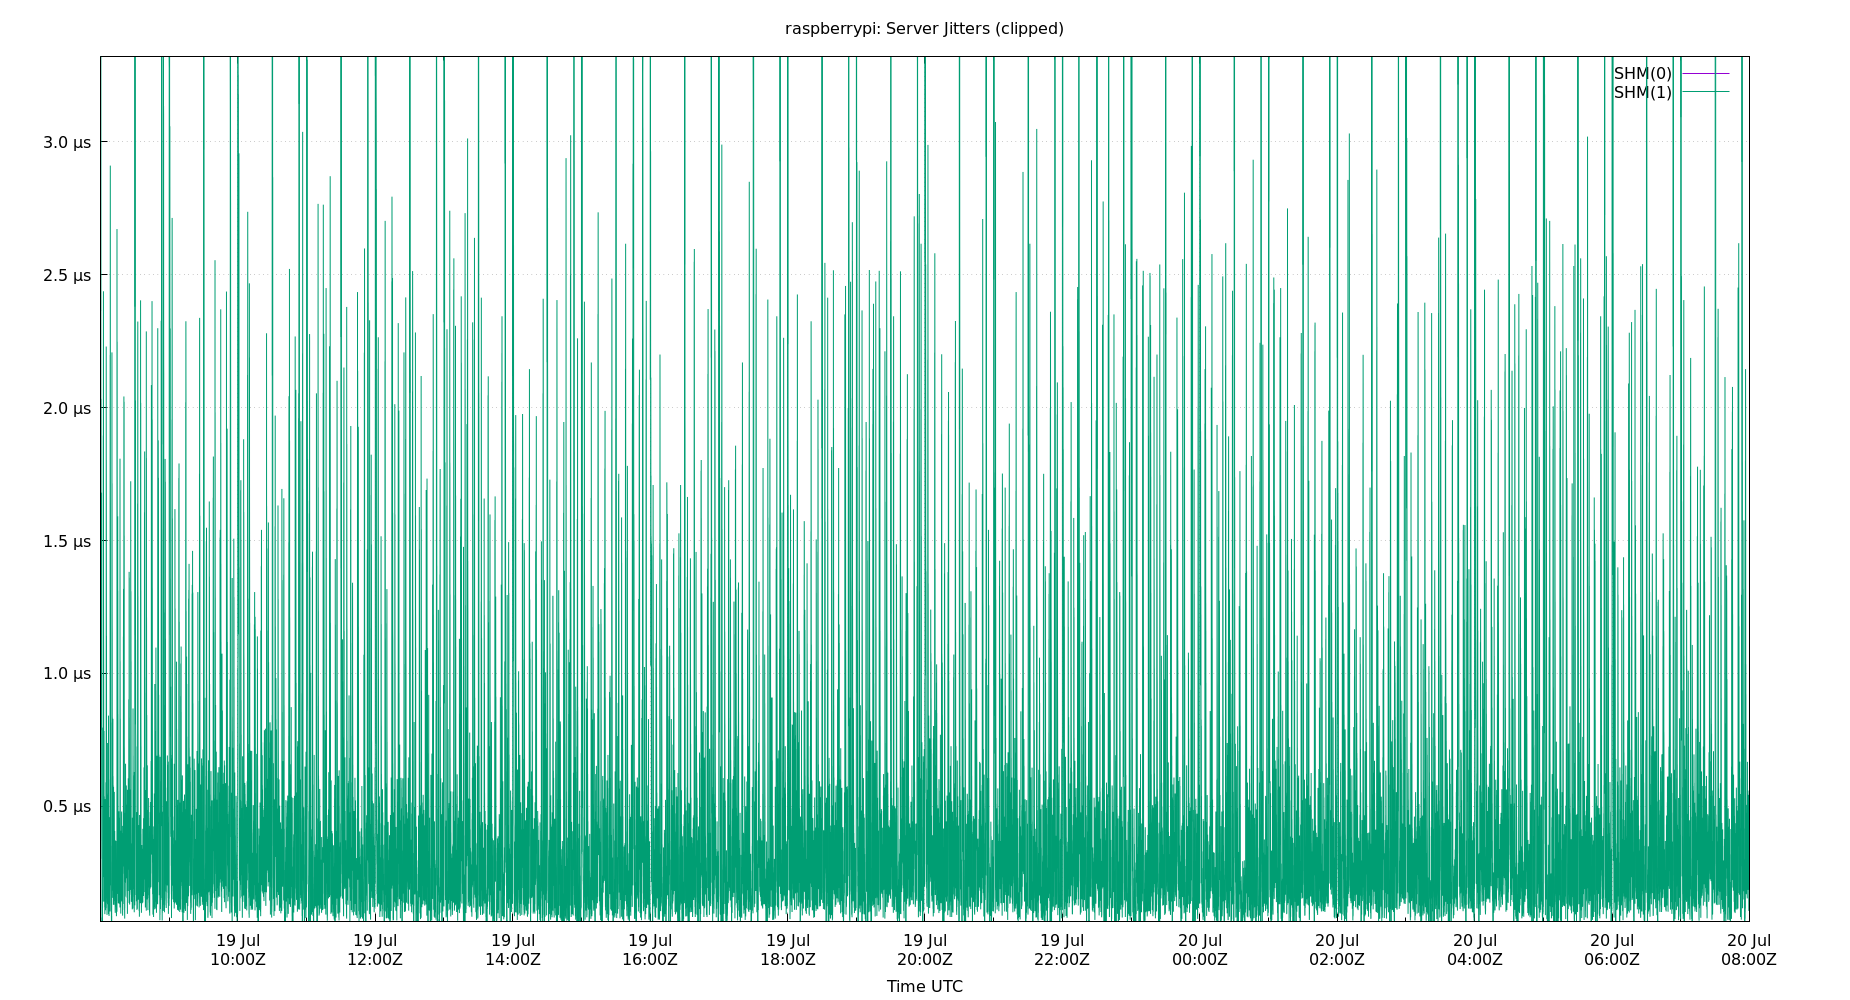 raspberrypi: Server Jitters (clipped)
SHM(0)
SHM(1)
3.0 µs
2.5 µs
2.0 µs
1.5 µs
1.0 µs
0.5 µs
19 Jul 19 Jul 19 Jul 19 Jul 19 Jul 19 Jul 19 Jul 20 Jul 20 Jul 20 Jul 20 Jul 20 Jul
10:00Z 12:00Z 14:00Z 16:00Z 18:00Z 20:00Z 22:00Z 00:00Z 02:00Z 04:00Z 06:00Z 08:00Z
Time UTC